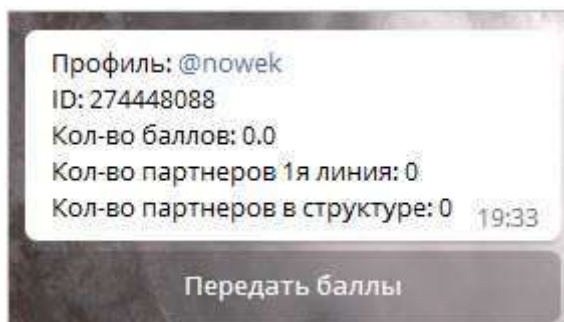 Профиль: @nowek
ID: 274448088
Кол-во баллов: 0.0
Кол-во партнеров 1я линия: 0
Кол-во партнеров в структуре: 0
19:33
Передать баллы